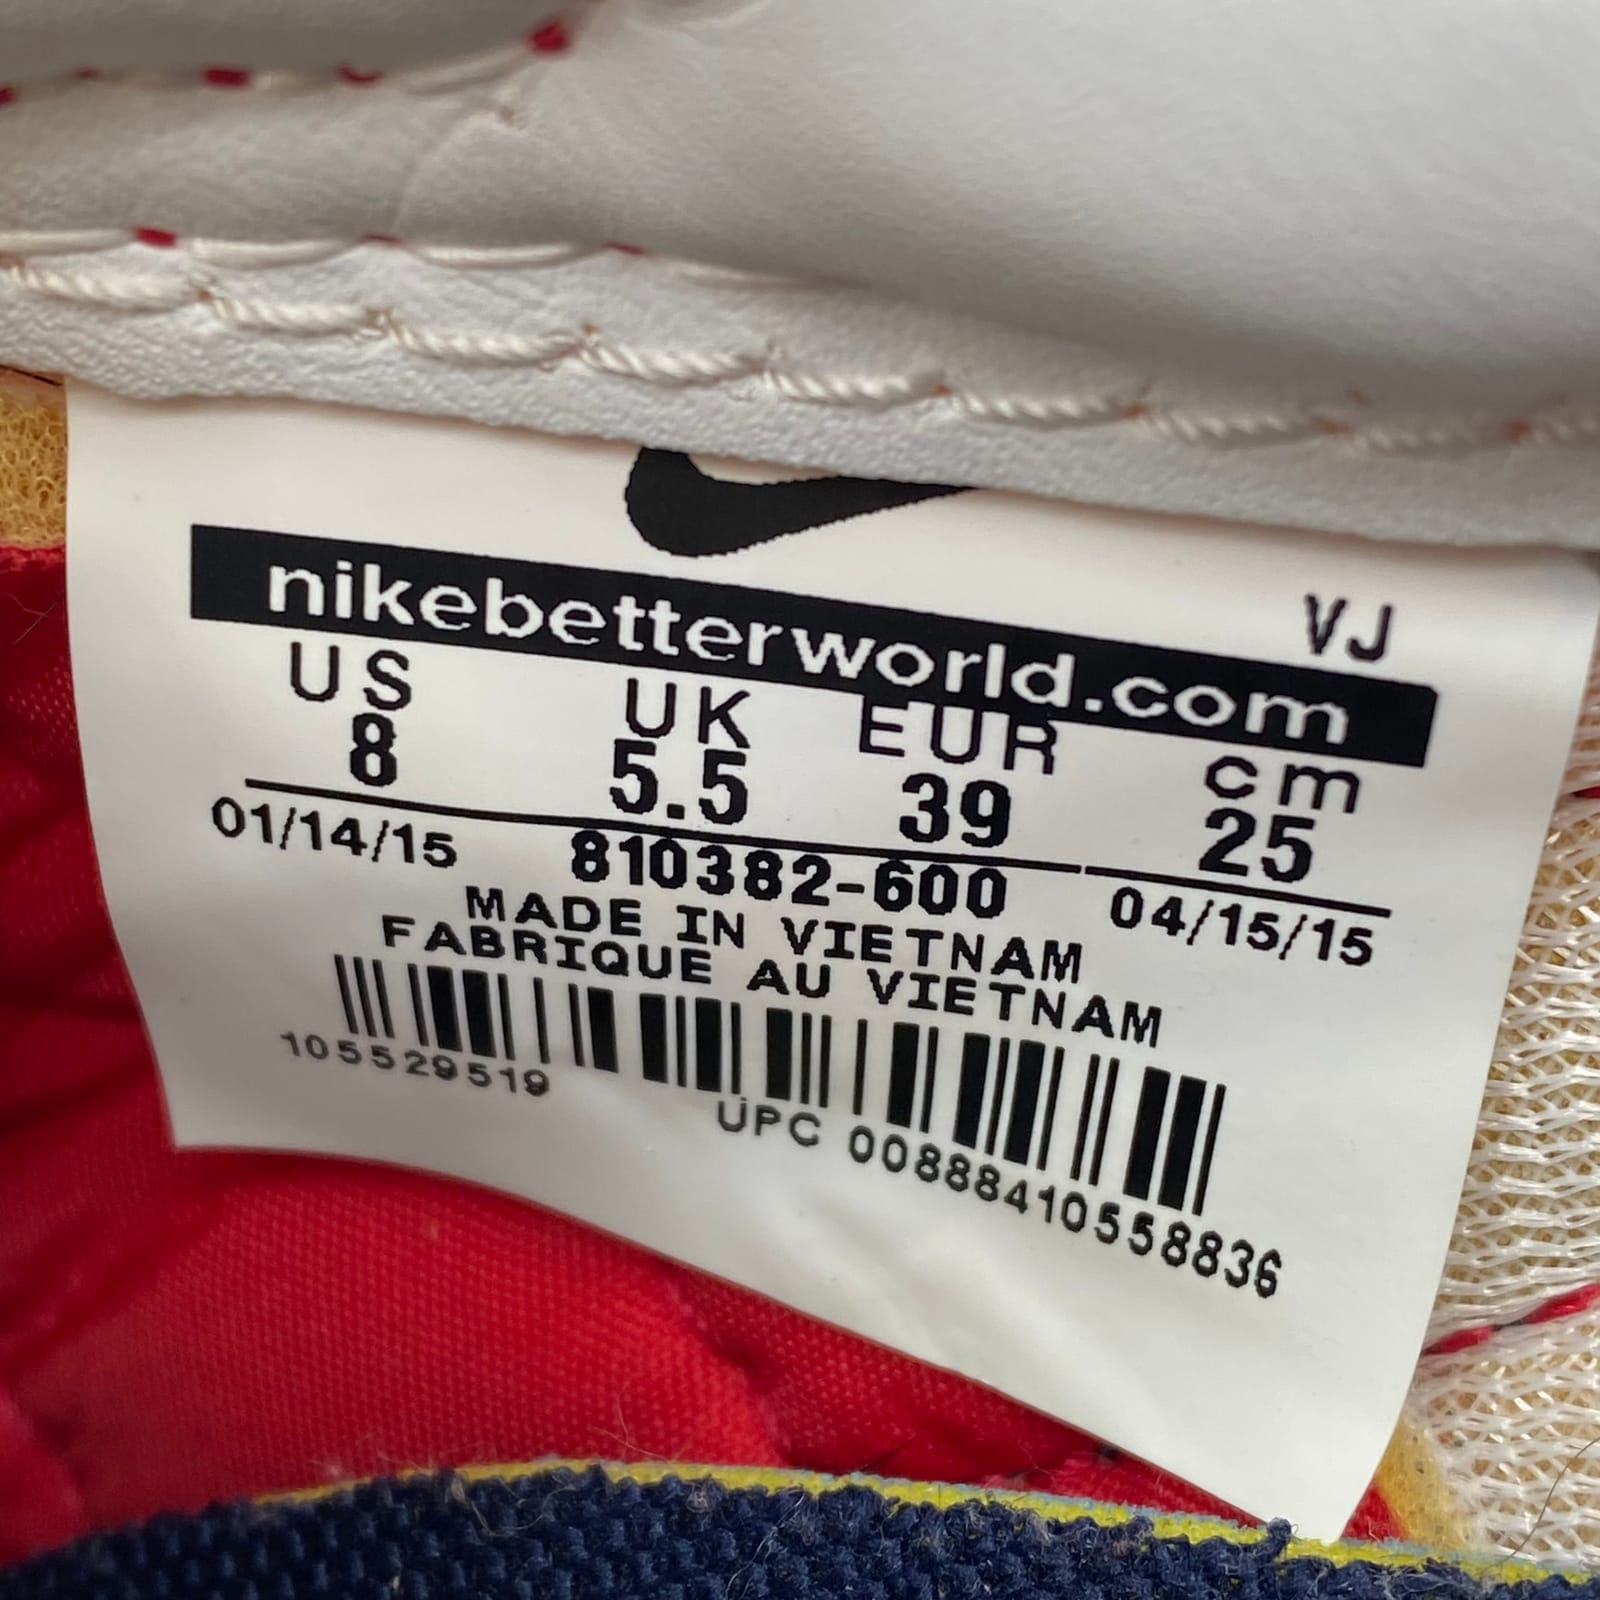 VJ
nikebetterworld.com
US UK EUR cm
8 5.5 39 25
01/14/15 810382-600 04/15/15
MADE IN VIETNAM
FABRIQUE AU VIETNAM
105529519 UPC 00888410558836